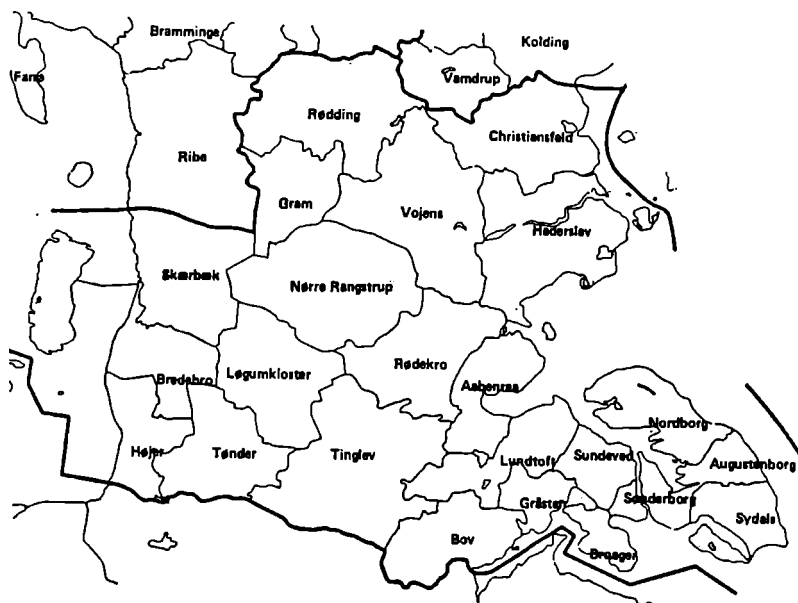 Bramminge
Kolding
Fanø
Vamdrup
Rødding
Christiansfeld
Ribe
Gram
Vojens
Haderslev
Skærbæk
Nørre Rangstrup
Bredebro
Løgumkloster
Rødekro
Aabenraa
Nordborg
Højer
Tønder
Tinglev
Lundtoft
Sundeved
Augustenborg
Gråsten
Sønderborg
Sydals
Bov
Broager